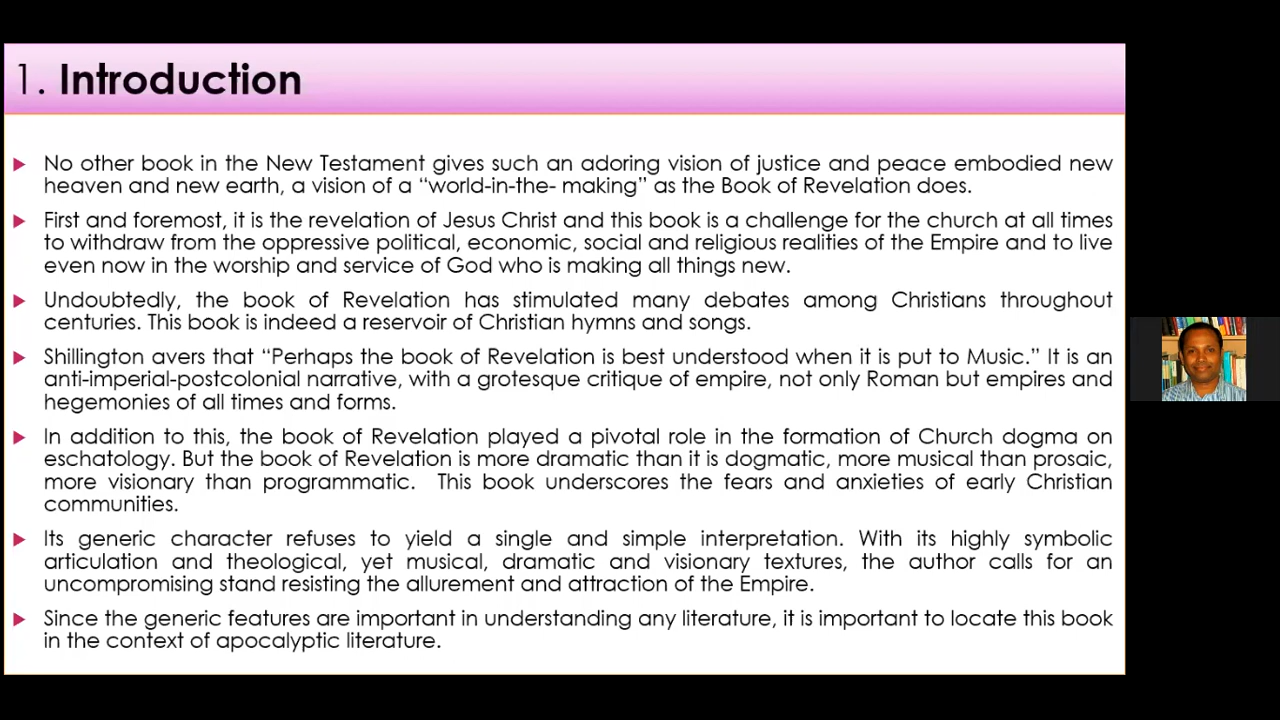 1. Introduction
No other book in the New Testament gives such an adoring vision of justice and peace embodied new
heaven and new earth, a vision of a “world-in-the- making” as the Book of Revelation does.
First and foremost, it is the revelation of Jesus Christ and this book is a challenge for the church at all times
to withdraw from the oppressive political, economic, social and religious realities of the Empire and to live
even now in the worship and service of God who is making all things new.
Undoubtedly, the book of Revelation has stimulated many debates among Christians throughout
centuries. This book is indeed a reservoir of Christian hymns and songs.
Shillington avers that “Perhaps the book of Revelation is best understood when it is put to Music.” It is an
anti-imperial-postcolonial narrative, with a grotesque critique of empire, not only Roman but empires and
hegemonies of all times and forms.
In addition to this, the book of Revelation played a pivotal role in the formation of Church dogma on
eschatology. But the book of Revelation is more dramatic than it is dogmatic, more musical than prosaic,
more visionary than programmatic.  This book underscores the fears and anxieties of early Christian
communities.
Its generic character refuses to yield a single and simple interpretation. With its highly symbolic
articulation and theological, yet musical, dramatic and visionary textures, the author calls for an
uncompromising stand resisting the allurement and attraction of the Empire.
Since the generic features are important in understanding any literature, it is important to locate this book
in the context of apocalyptic literature.